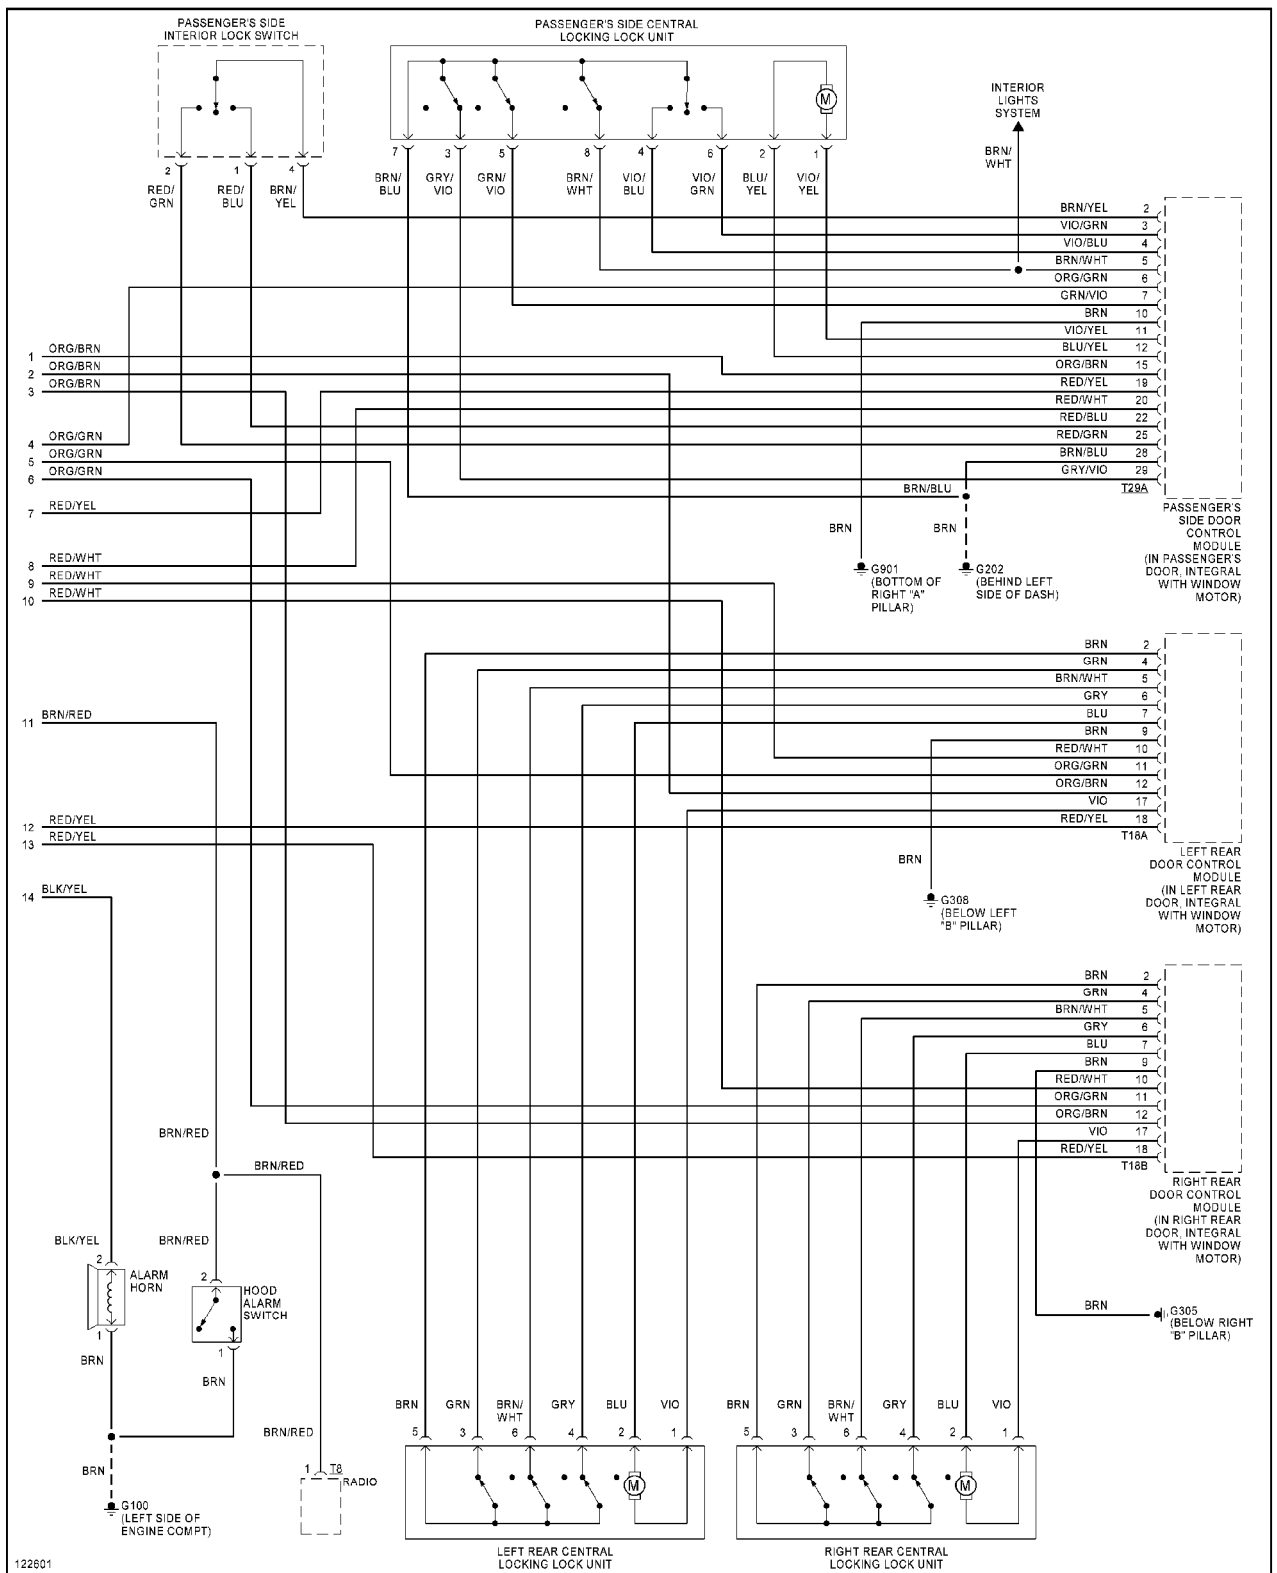 PASSENGER'S SIDE
INTERIOR LOCK SWITCH
PASSENGER'S SIDE CENTRAL
LOCKING LOCK UNIT
M
INTERIOR
LIGHTS
SYSTEM
BRN/
WHT
2
1
4
RED/
GRN
RED/
BLU
BRN/
YEL
7
3
5
8
4
6
2
1
BRN/
BLU
GRY/
VIO
GRN/
VIO
BRN/
WHT
VIO/
BLU
VIO/
GRN
BLU/
YEL
VIO/
YEL
BRN/YEL 2
VIO/GRN 3
VIO/BLU 4
BRN/WHT 5
ORG/GRN 6
GRN/VIO 7
BRN 10
VIO/YEL 11
BLU/YEL 12
ORG/BRN 15
RED/YEL 19
RED/WHT 20
RED/BLU 22
RED/GRN 25
BRN/BLU 28
GRY/VIO 29
T29A
PASSENGER'S
SIDE DOOR
CONTROL
MODULE
(IN PASSENGER'S
DOOR, INTEGRAL
WITH WINDOW
MOTOR)
1 ORG/BRN
2 ORG/BRN
3 ORG/BRN
4 ORG/GRN
5 ORG/GRN
6 ORG/GRN
7 RED/YEL
8 RED/WHT
9 RED/WHT
10 RED/WHT
BRN/BLU
BRN
BRN
G901
(BOTTOM OF
RIGHT "A"
PILLAR)
G202
(BEHIND LEFT
SIDE OF DASH)
BRN 2
GRN 4
BRN/WHT 5
GRY 6
BLU 7
BRN 9
RED/WHT 10
ORG/GRN 11
ORG/BRN 12
VIO 17
RED/YEL 18
T18A
LEFT REAR
DOOR CONTROL
MODULE
(IN LEFT REAR
DOOR, INTEGRAL
WITH WINDOW
MOTOR)
11 BRN/RED
12 RED/YEL
13 RED/YEL
14 BLK/YEL
BRN
G308
(BELOW LEFT
"B" PILLAR)
BRN 2
GRN 4
BRN/WHT 5
GRY 6
BLU 7
BRN 9
RED/WHT 10
ORG/GRN 11
ORG/BRN 12
VIO 17
RED/YEL 18
T18B
RIGHT REAR
DOOR CONTROL
MODULE
(IN RIGHT REAR
DOOR, INTEGRAL
WITH WINDOW
MOTOR)
BRN/RED
BRN/RED
BLK/YEL
BRN/RED
2
ALARM
HORN
1
BRN
2
HOOD
ALARM
SWITCH
1
BRN
BRN
G305
(BELOW RIGHT
"B" PILLAR)
BRN
G100
(LEFT SIDE OF
ENGINE COMPT)
BRN/RED
1 T8
RADIO
BRN
GRN
BRN/
WHT
GRY
BLU
VIO
5
3
6
4
2
1
M
LEFT REAR CENTRAL
LOCKING LOCK UNIT
BRN
GRN
BRN/
WHT
GRY
BLU
VIO
5
3
6
4
2
1
M
RIGHT REAR CENTRAL
LOCKING LOCK UNIT
122601